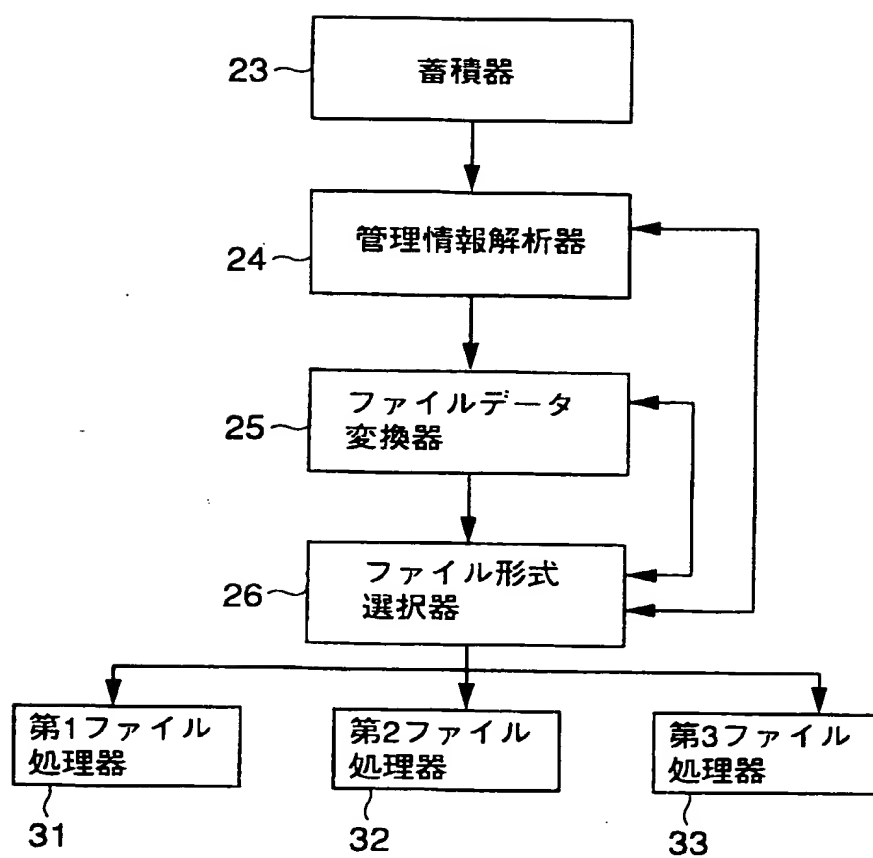 23
蓄積器
管理情報解析器
24
ファイルデータ
変換器
25
ファイル形式
選択器
26
第1ファイル
処理器
第2ファイル
処理器
第3ファイル
処理器
31
32
33